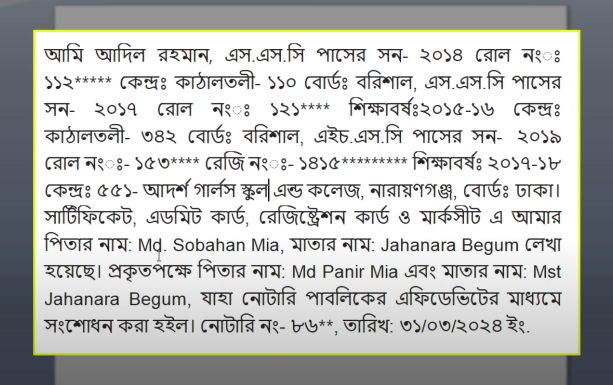 আমি আদিল রহমান, এস.এস.সি পাসের সন- ২০১৪ রোল নংঃ
১১২***** কেন্দ্রঃ কাঠালতলী- ১১০ বোর্ডঃ বরিশাল, এস.এস.সি পাসের
সন- ২০১৭ রোল নংঃ ১২১**** শিক্ষাবর্ষঃ২০১৫-১৬ কেন্দ্রঃ
কাঠালতলী- ৩৪২ বোর্ডঃ বরিশাল, এইচ.এস.সি পাসের সন- ২০১৯
রোল নংঃ- ১৫৩**** রেজি নংঃ- ১৪১৫********* শিক্ষাবর্ষঃ ২০১৭-১৮
কেন্দ্রঃ ৫৫১- আদর্শ গার্লস স্কুল এন্ড কলেজ, নারায়ণগঞ্জ, বোর্ডঃ ঢাকা।
সার্টিফিকেট, এডমিট কার্ড, রেজিষ্ট্রেশন কার্ড ও মার্কসীট এ আমার
পিতার নাম: Md. Sobahan Mia, মাতার নাম: Jahanara Begum লেখা
হয়েছে। প্রকৃতপক্ষে পিতার নাম: Md Panir Mia এবং মাতার নাম: Mst
Jahanara Begum, যাহা নোটারি পাবলিকের এফিডেভিটের মাধ্যমে
সংশোধন করা হইল। নোটারি নং- ৮৬**, তারিখ: ৩১/০৩/২০২৪ ইং.